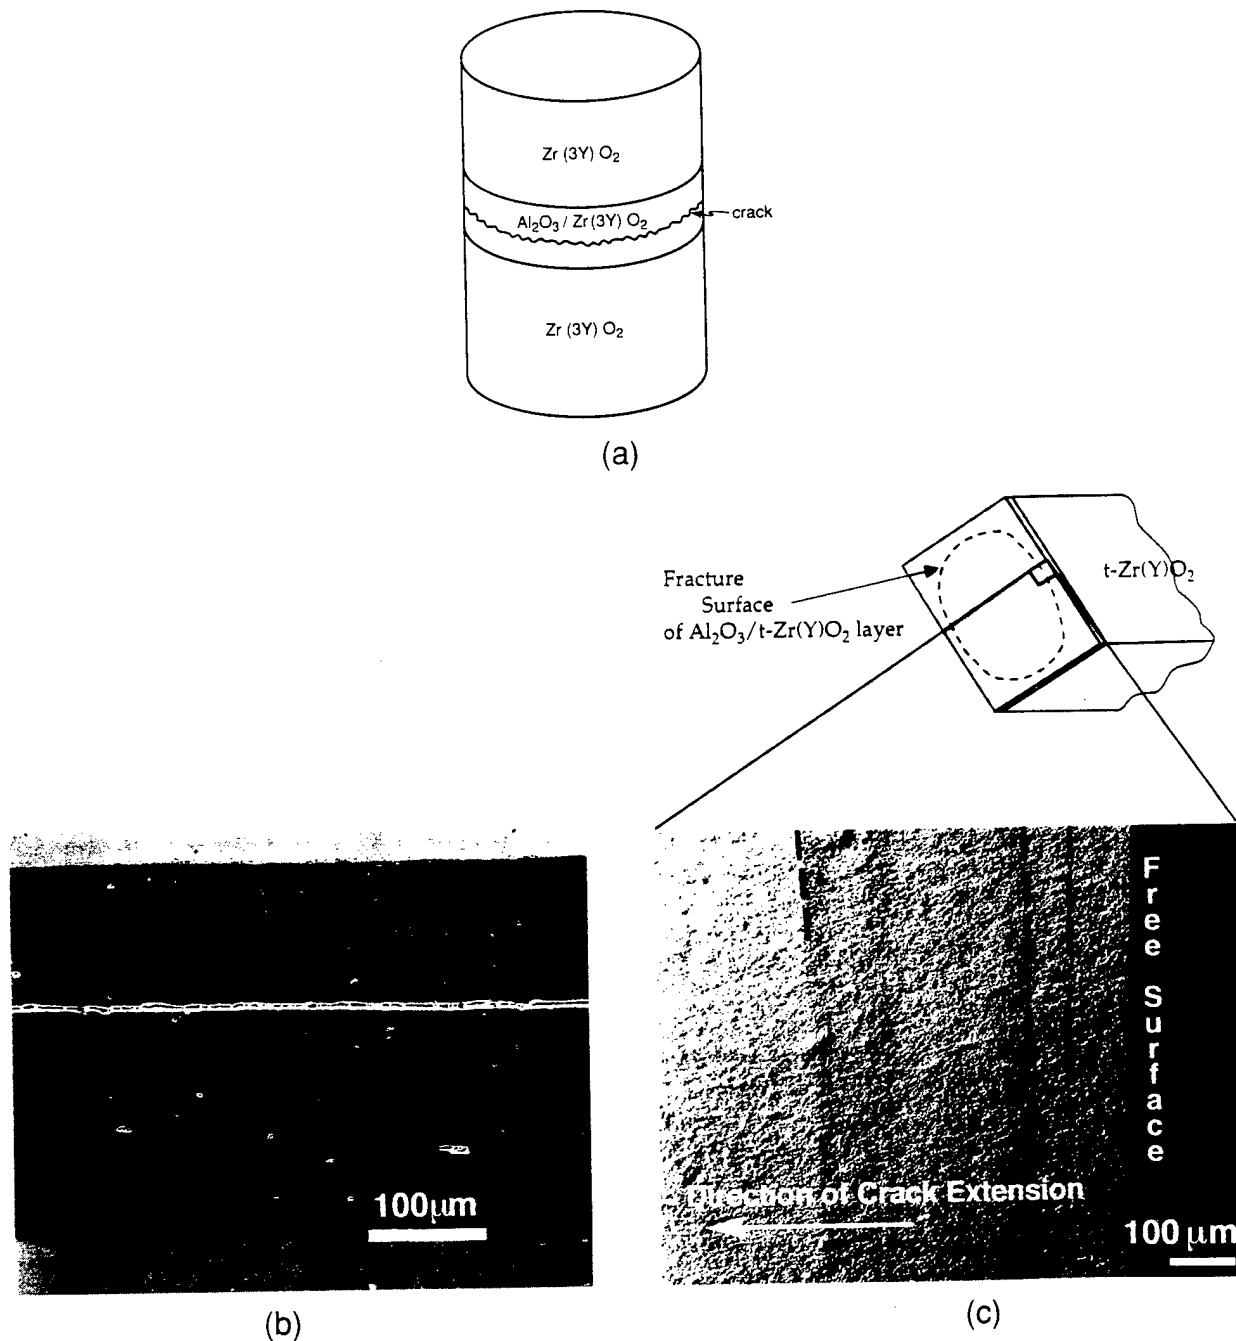 Zr (3Y) O₂
Al₂O₃ / Zr (3Y) O₂
crack
Zr (3Y) O₂
(a)
Fracture
Surface
of Al₂O₃/t-Zr(Y)O₂ layer
t-Zr(Y)O₂
100μm
(b)
Free Surface
Direction of Crack Extension
100 μm
(c)